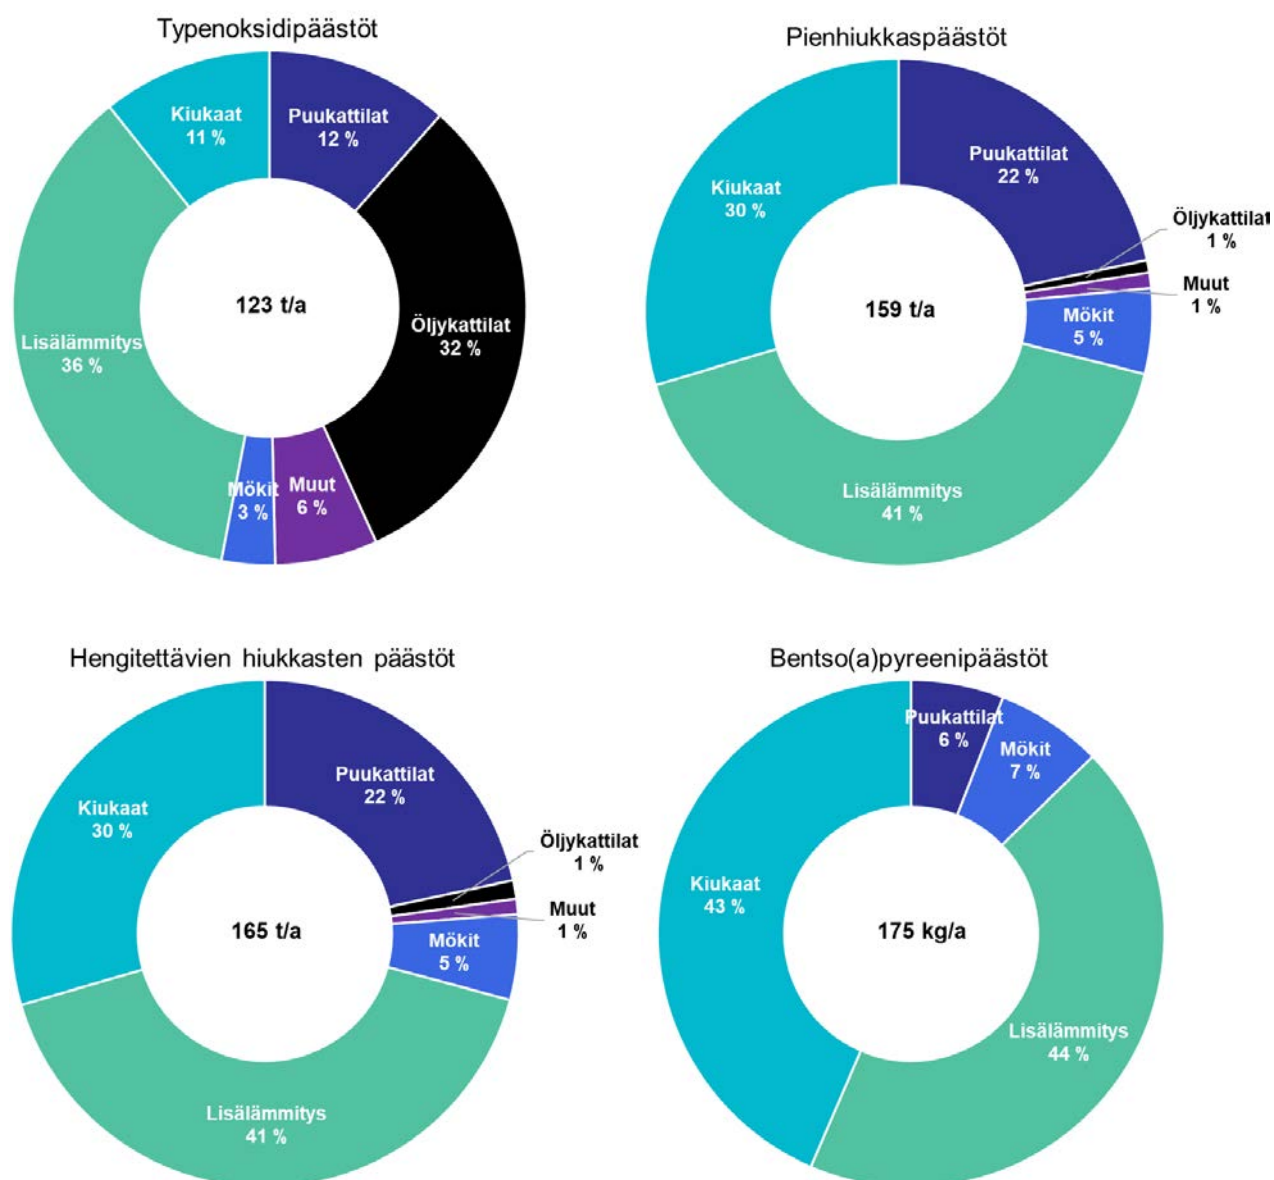 Typenoksidipäästöt
Kiukaat
11 %
Puukattilat
12 %
Öljykattilat
32 %
123 t/a
Lisälämmitys
36 %
Mökit
3 %
Muut
6 %
Pienhiukkaspäästöt
Puukattilat
22 %
Kiukaat
30 %
Öljykattilat
1 %
Muut
1 %
Mökit
5 %
159 t/a
Lisälämmitys
41 %
Hengitettävien hiukkasten päästöt
Puukattilat
22 %
Kiukaat
30 %
Öljykattilat
1 %
Muut
1 %
Mökit
5 %
165 t/a
Lisälämmitys
41 %
Bentso(a)pyreenipäästöt
Puukattilat
6 %
Mökit
7 %
Kiukaat
43 %
175 kg/a
Lisälämmitys
44 %